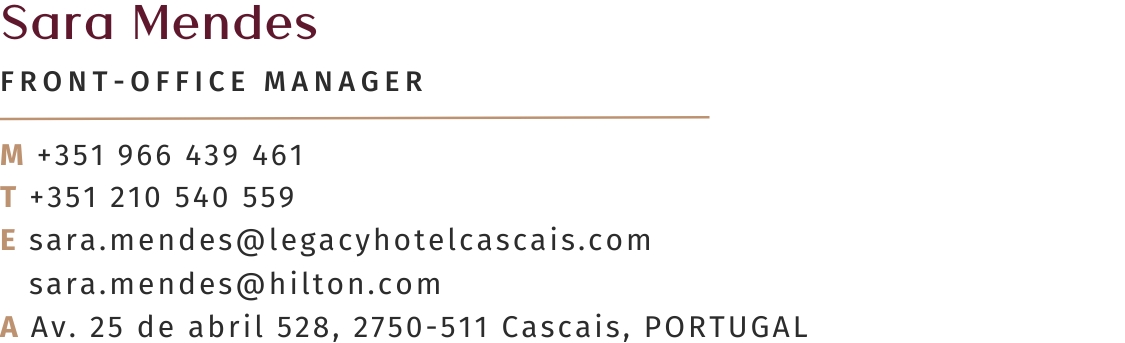 Sara Mendes
FRONT-OFFICE MANAGER
M +351 966 439 461
T +351 210 540 559
E sara.mendes@legacyhotelcascais.com
sara.mendes@hilton.com
A Av. 25 de abril 528, 2750-511 Cascais, PORTUGAL